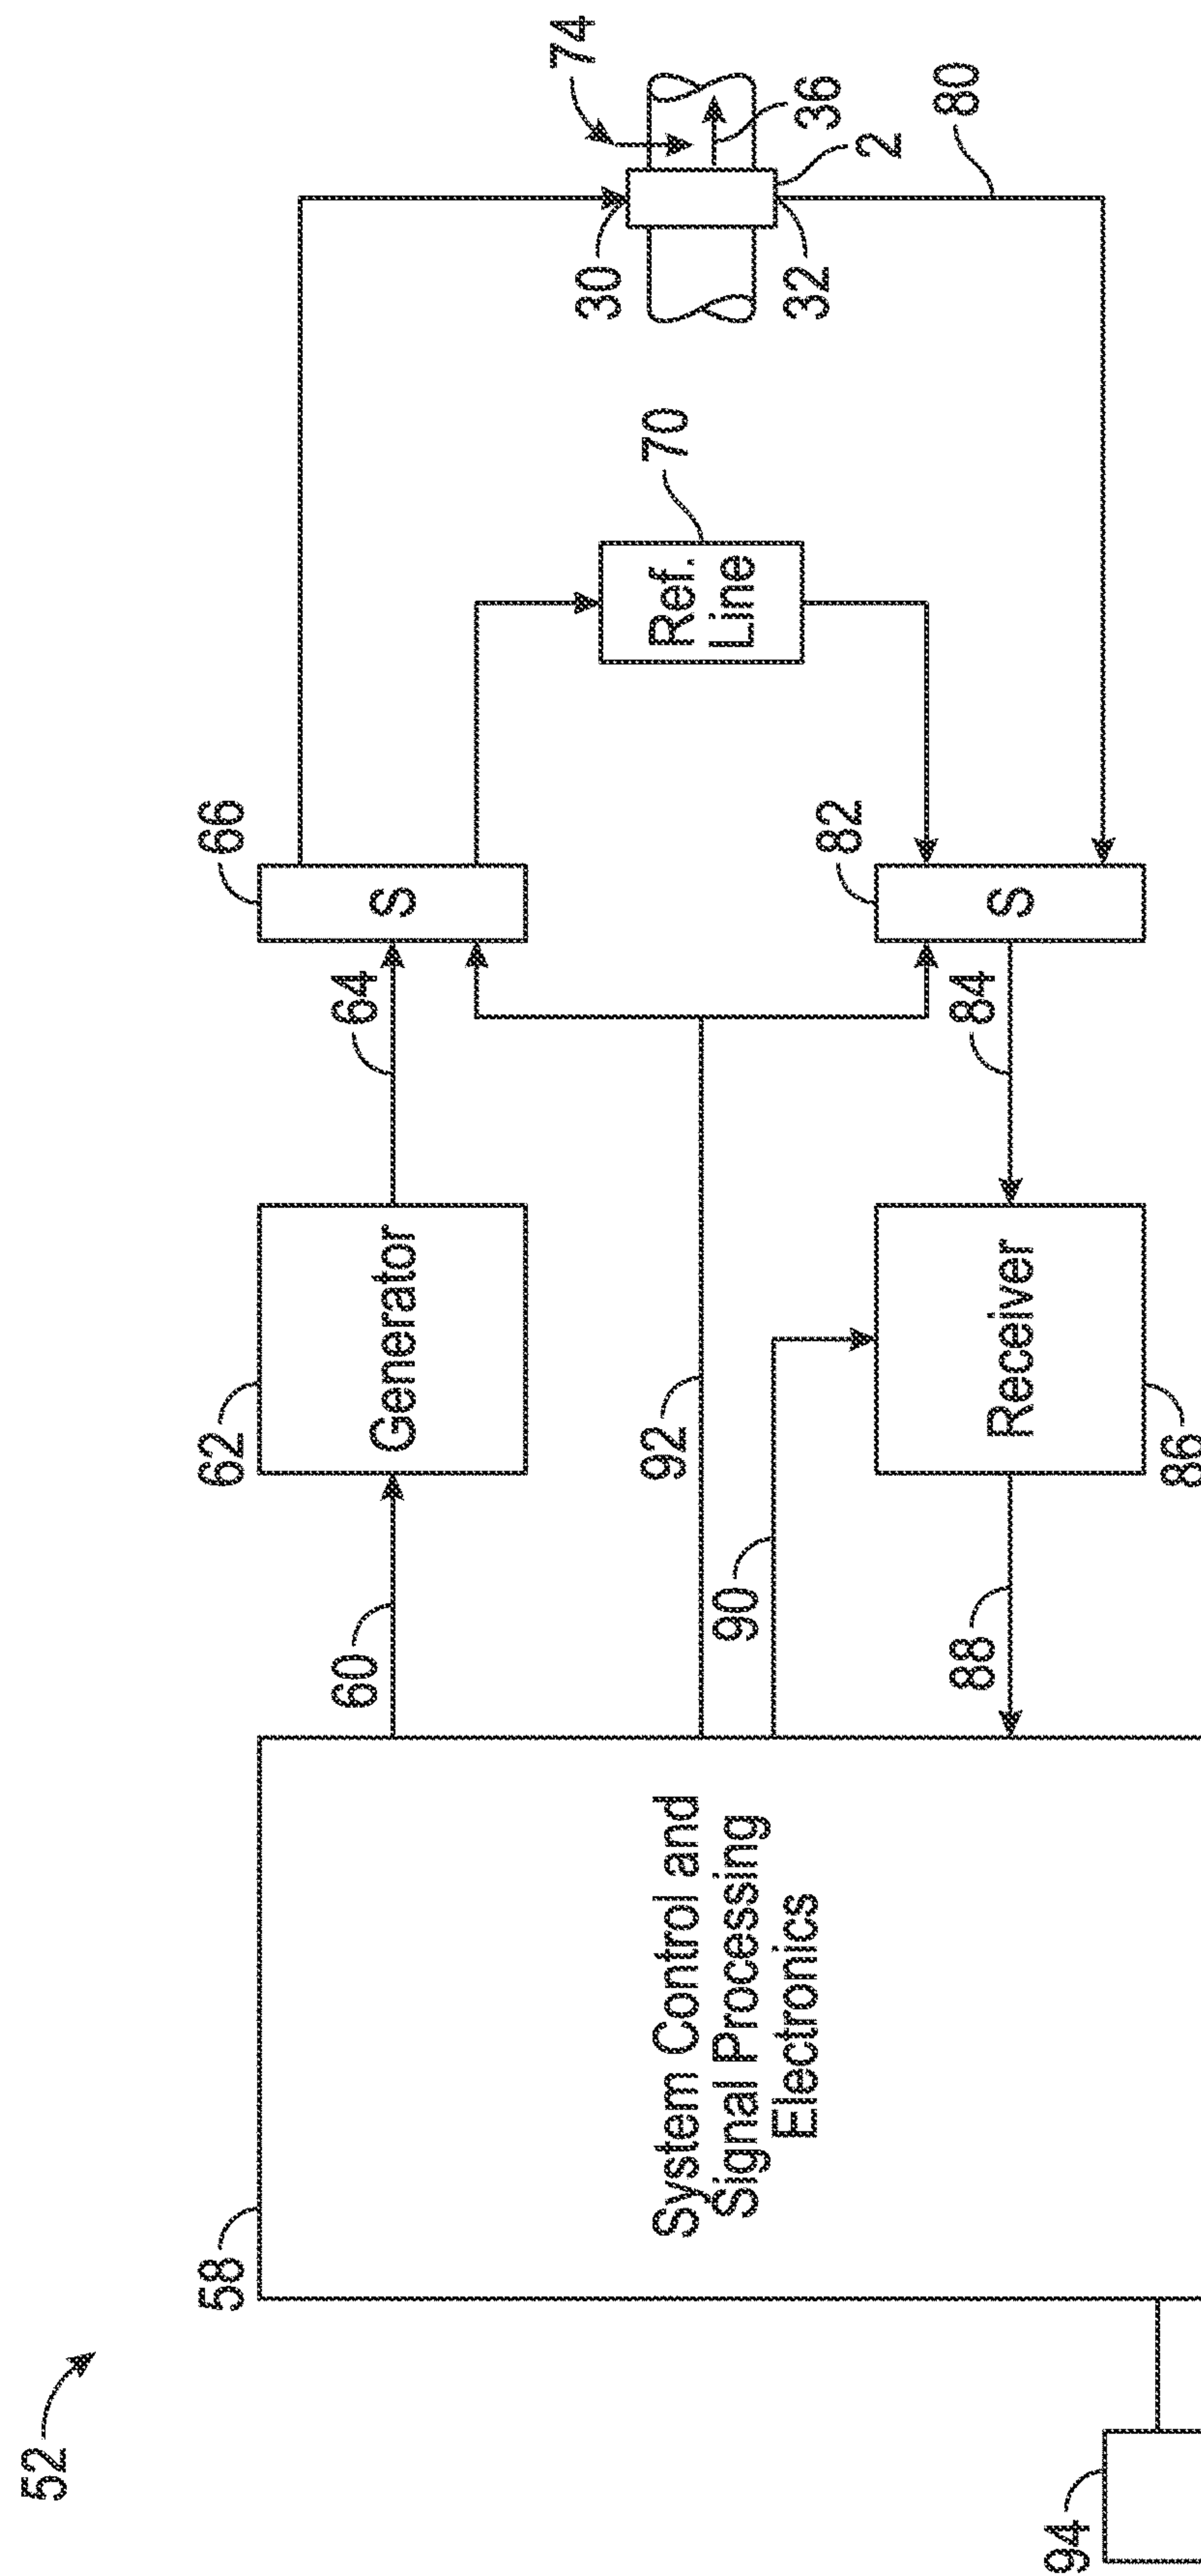 52
58
System Control and
Signal Processing
Electronics
94
60
62
Generator
64
66
S
92
90
88
Receiver
86
84
82
S
70
Ref.
Line
30
32
74
36
2
80